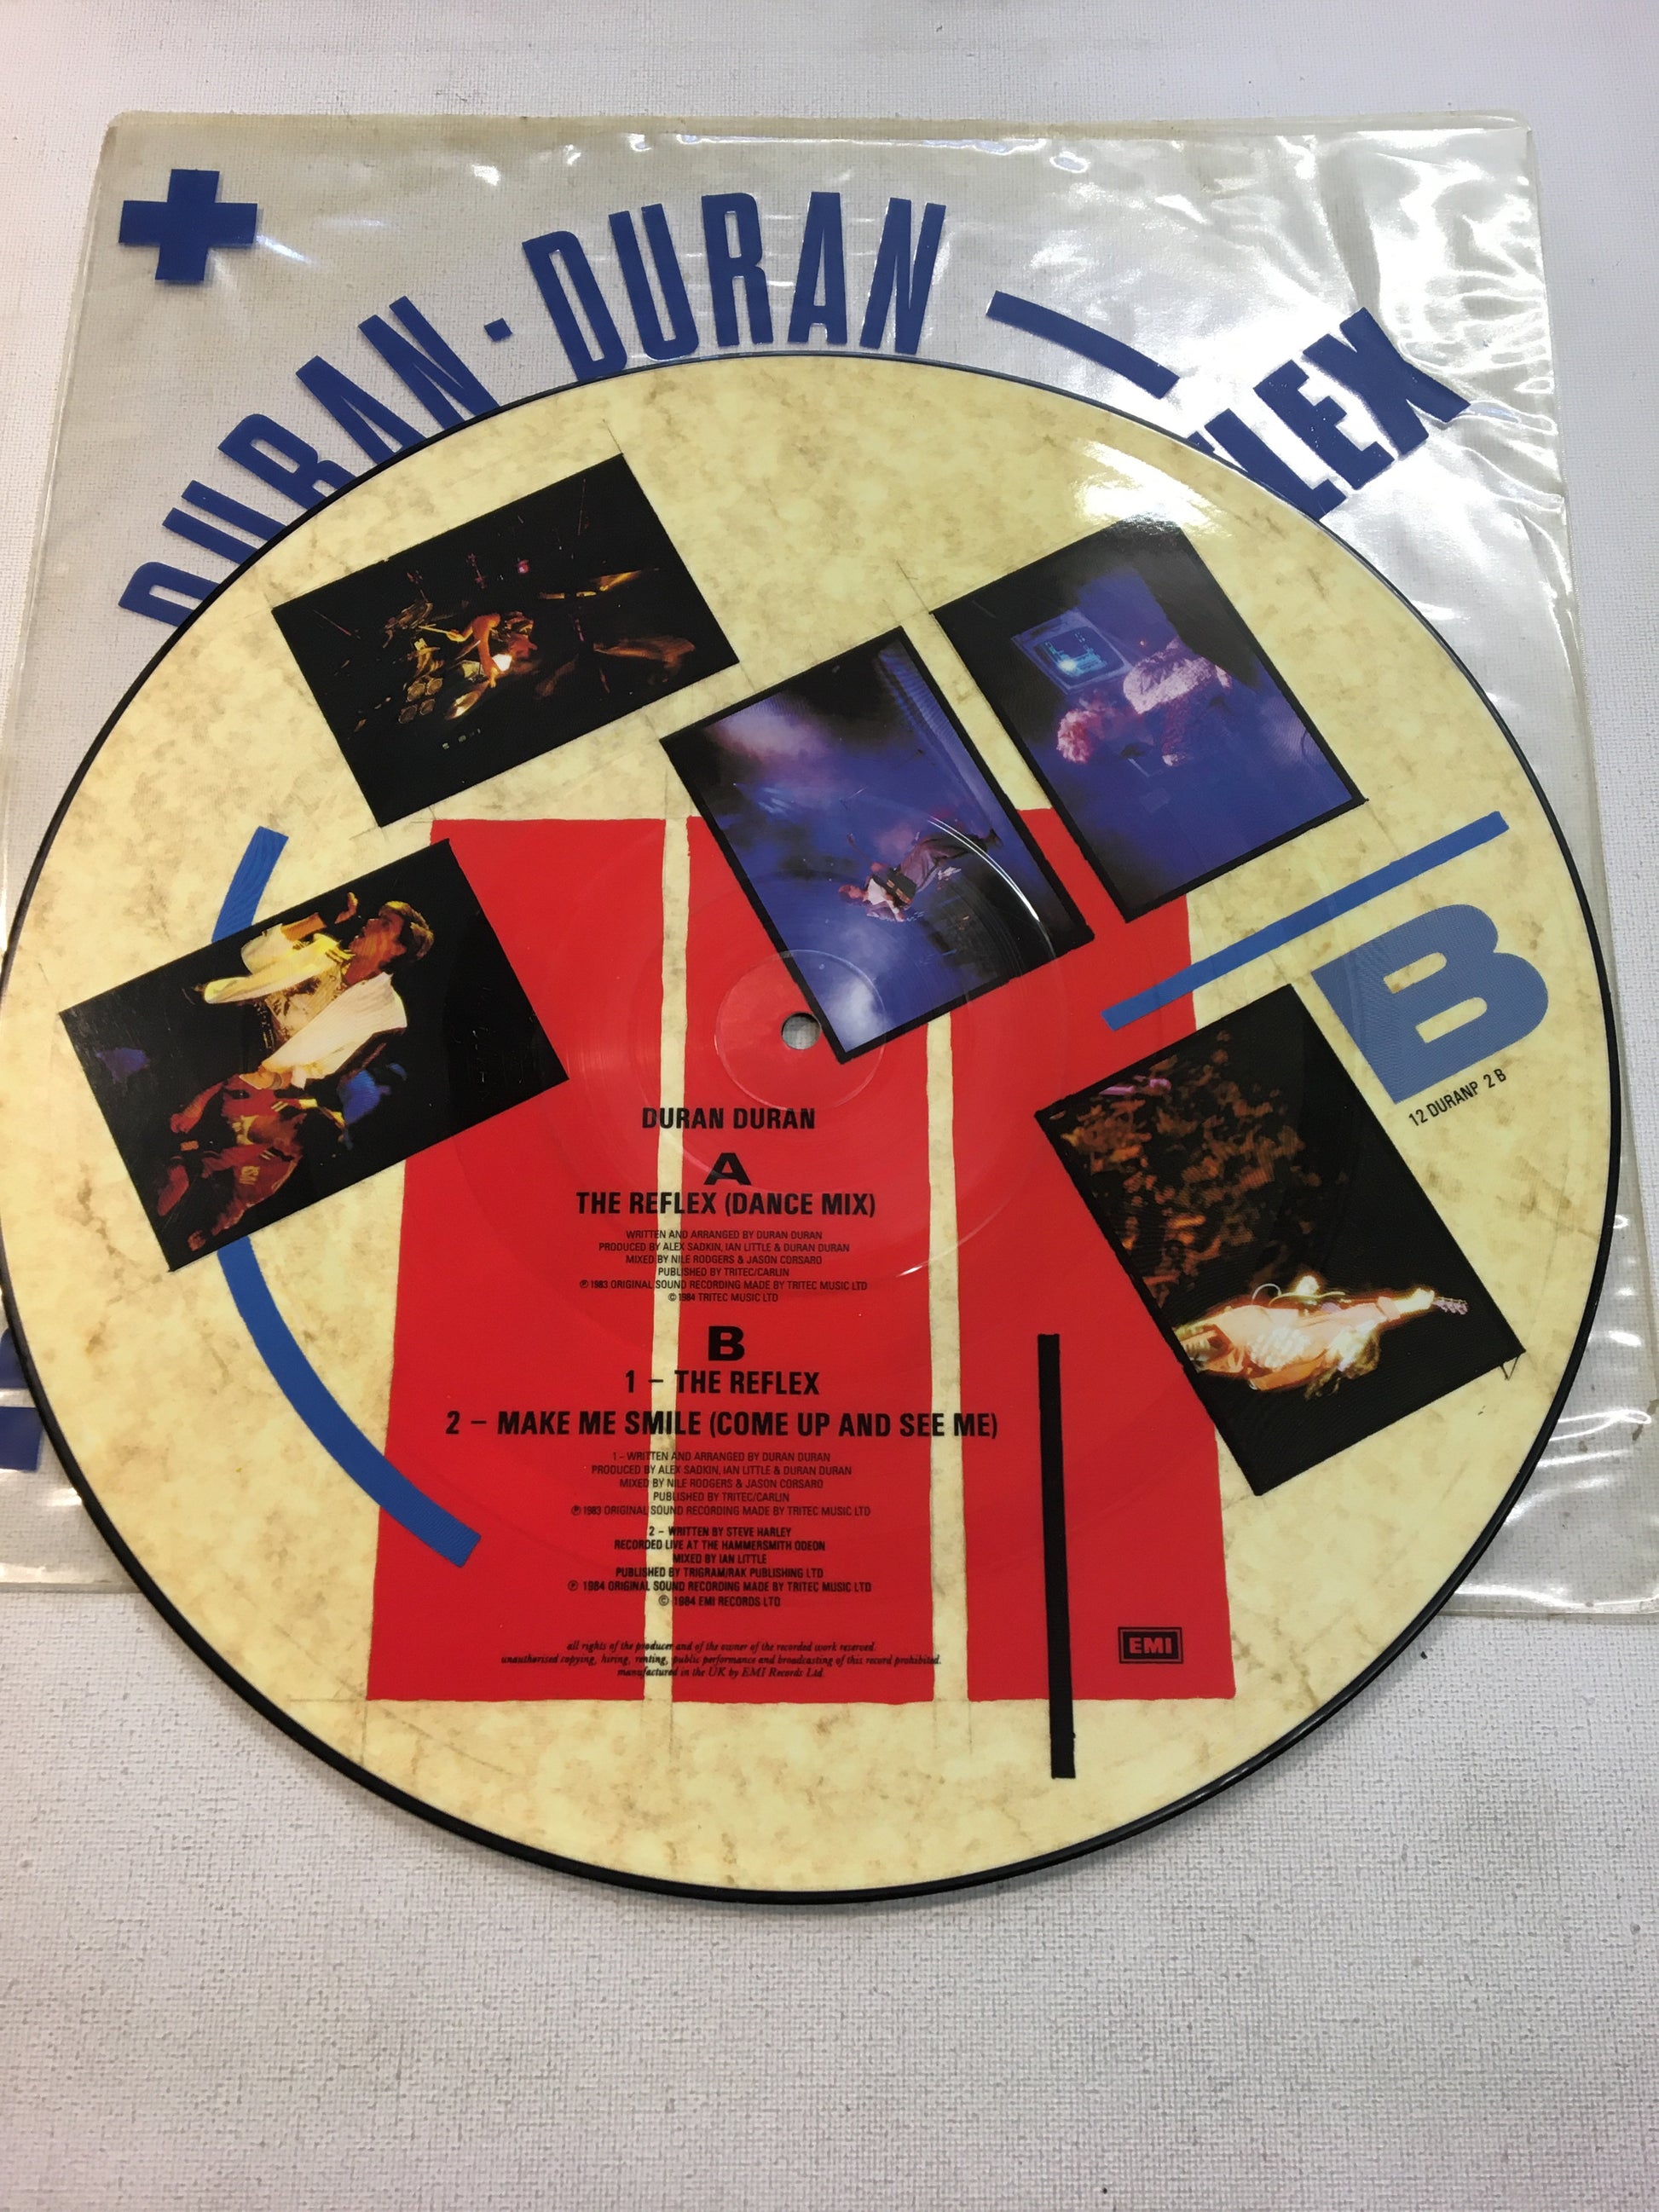 DURAN · DURAN — FLEX
B
12 DURANP 2 B
DURAN DURAN
A
THE REFLEX (DANCE MIX)
WRITTEN AND ARRANGED BY DURAN DURAN
PRODUCED BY ALEX SADKIN, IAN LITTLE & DURAN DURAN
MIXED BY NILE RODGERS & JASON CORSARO
PUBLISHED BY TRITEC/CARLIN
℗ 1983 ORIGINAL SOUND RECORDING MADE BY TRITEC MUSIC LTD
© 1984 TRITEC MUSIC LTD
B
1 – THE REFLEX
2 – MAKE ME SMILE (COME UP AND SEE ME)
1 - WRITTEN AND ARRANGED BY DURAN DURAN
PRODUCED BY ALEX SADKIN, IAN LITTLE & DURAN DURAN
MIXED BY NILE RODGERS & JASON CORSARO
PUBLISHED BY TRITEC/CARLIN
℗ 1983 ORIGINAL SOUND RECORDING MADE BY TRITEC MUSIC LTD
2 – WRITTEN BY STEVE HARLEY
RECORDED LIVE AT THE HAMMERSMITH ODEON
MIXED BY IAN LITTLE
PUBLISHED BY TRIGRAM/RAK PUBLISHING LTD
℗ 1984 ORIGINAL SOUND RECORDING MADE BY TRITEC MUSIC LTD
© 1984 EMI RECORDS LTD
EMI
all rights of the producer and of the owner of the recorded work reserved.
unauthorised copying, hiring, renting, public performance and broadcasting of this record prohibited.
manufactured in the UK by EMI Records Ltd.